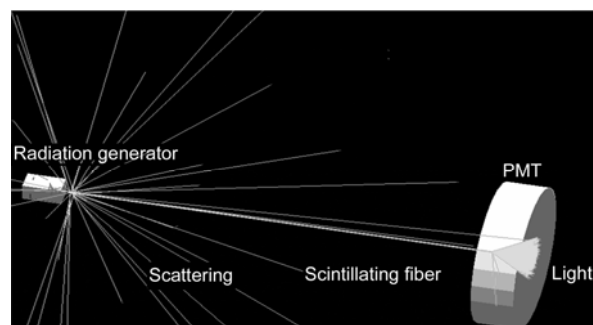 Radiation generator
PMT
Scattering
Scintillating fiber
Light